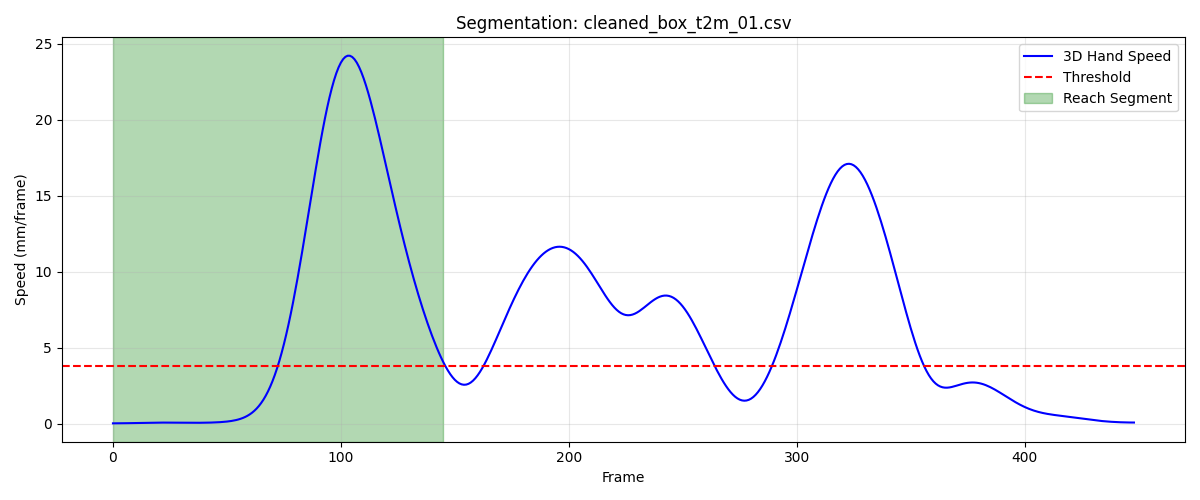 Segmentation: cleaned_box_t2m_01.csv
3D Hand Speed
Threshold
Reach Segment
Speed (mm/frame)
25
20
15
10
5
0
0 100 200 300 400
Frame